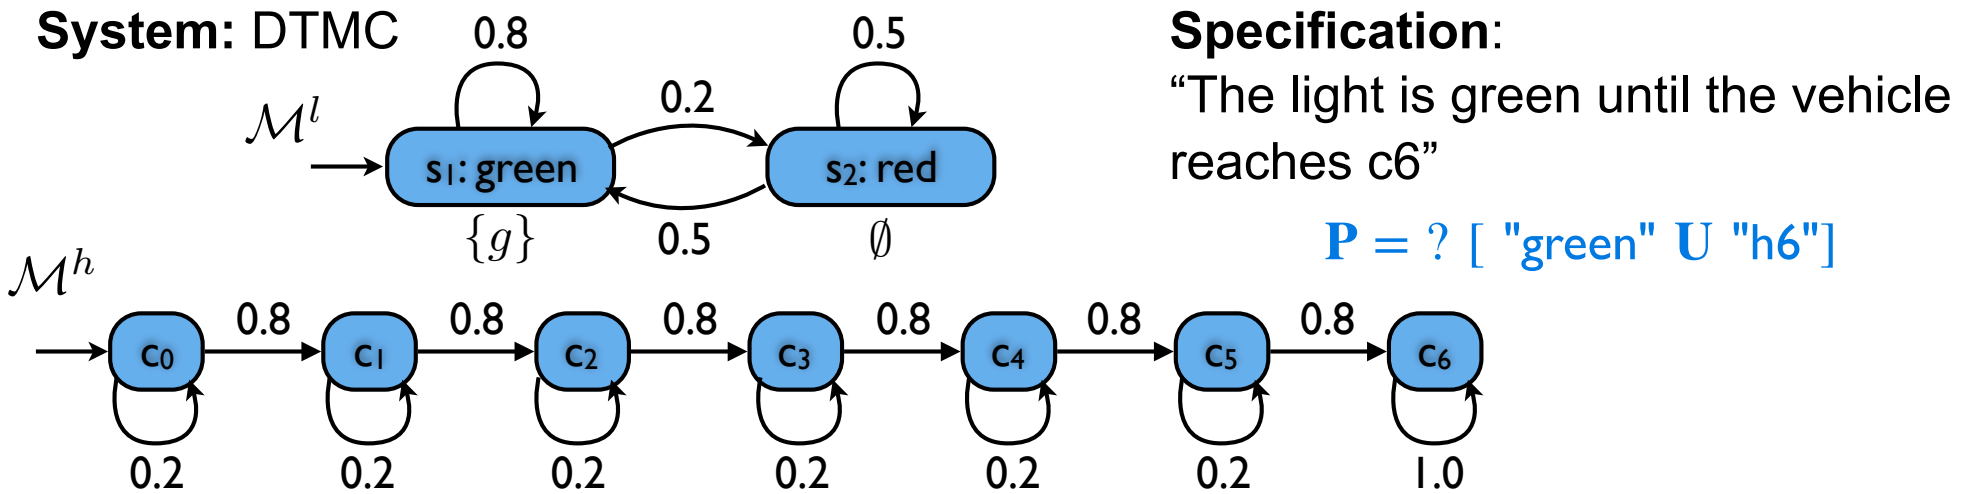 System: DTMC
0.8
0.5
Specification:
"The light is green until the vehicle
reaches c6"
P = ? [ "green" U "h6"]
ℳˡ
0.2
s₁: green
s₂: red
{g}
0.5
∅
ℳʰ
0.8 0.8 0.8 0.8 0.8 0.8
c₀ c₁ c₂ c₃ c₄ c₅ c₆
0.2 0.2 0.2 0.2 0.2 0.2 1.0